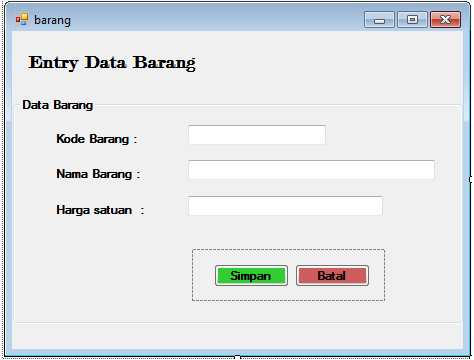 barang
Entry Data Barang
Data Barang
Kode Barang :
Nama Barang :
Harga satuan :
Simpan Batal